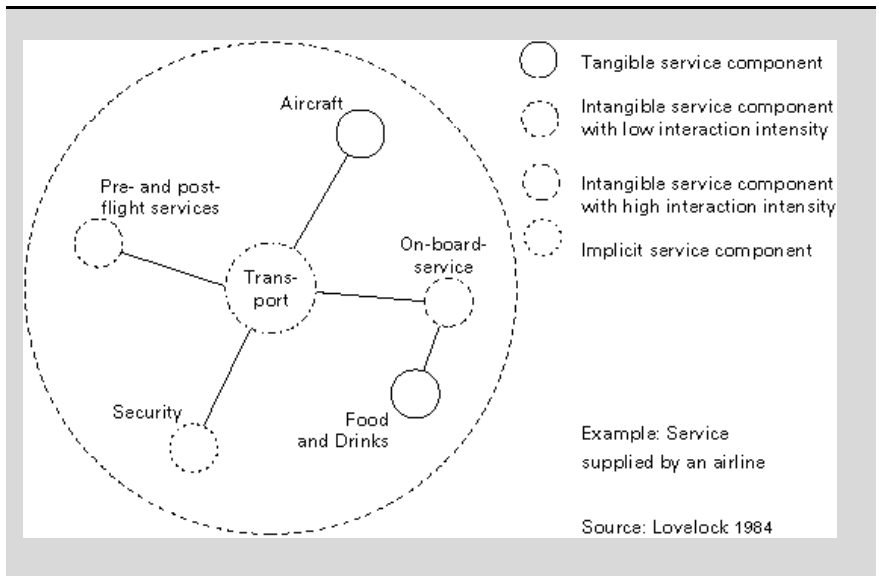 Aircraft
Pre- and post-
flight services
Trans-
port
On-board-
service
Security
Food
and Drinks
Tangible service component
Intangible service component
with low interaction intensity
Intangible service component
with high interaction intensity
Implicit service component
Example: Service
supplied by an airline
Source: Lovelock 1984